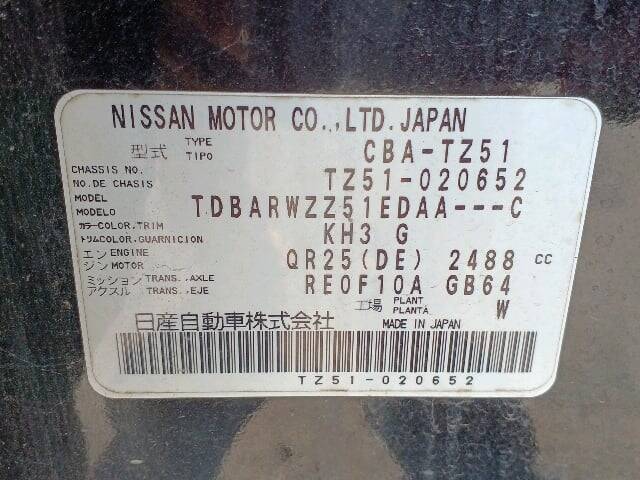 NISSAN MOTOR CO.,LTD.JAPAN
型式 TYPE TIPO CBA-TZ51
CHASSIS NO. NO.DE CHASIS TZ51-020652
MODEL MODELO TDBARWZZ51EDAA---C
カラー COLOR,TRIM トリム COLOR,GUARNICION KH3 G
エンジン ENGINE MOTOR QR25(DE) 2488 CC
ミッション アクスル TRANS. AXLE TRANS. EJE RE0F10A GB64
工場 PLANT PLANTA W
日産自動車株式会社 MADE IN JAPAN
TZ51-020652